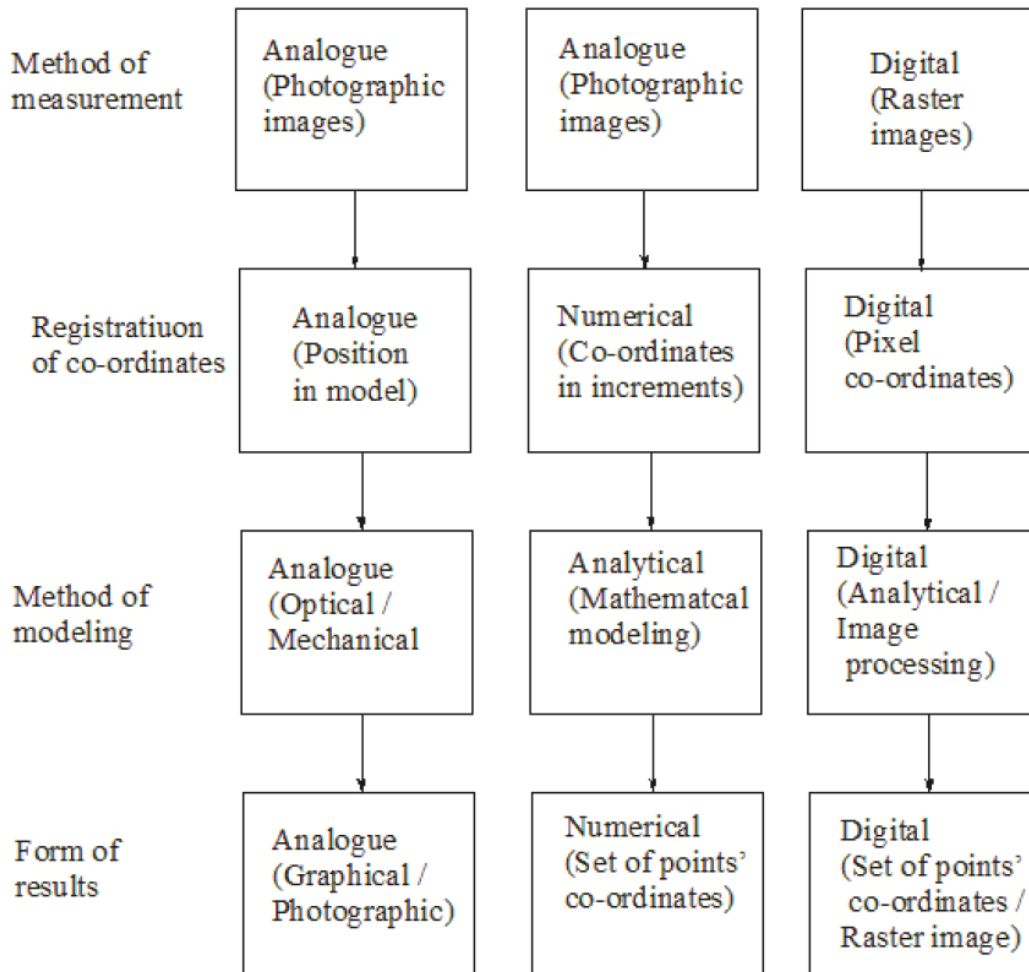 Method of
measurement
Analogue
(Photographic
images)
Analogue
(Photographic
images)
Digital
(Raster
images)
Registratiuon
of co-ordinates
Analogue
(Position
in model)
Numerical
(Co-ordinates
in increments)
Digital
(Pixel
co-ordinates)
Method of
modeling
Analogue
(Optical /
Mechanical
Analytical
(Mathematcal
modeling)
Digital
(Analytical /
Image
processing)
Form of
results
Analogue
(Graphical /
Photographic)
Numerical
(Set of points’
co-ordinates)
Digital
(Set of points’
co-ordinates /
Raster image)